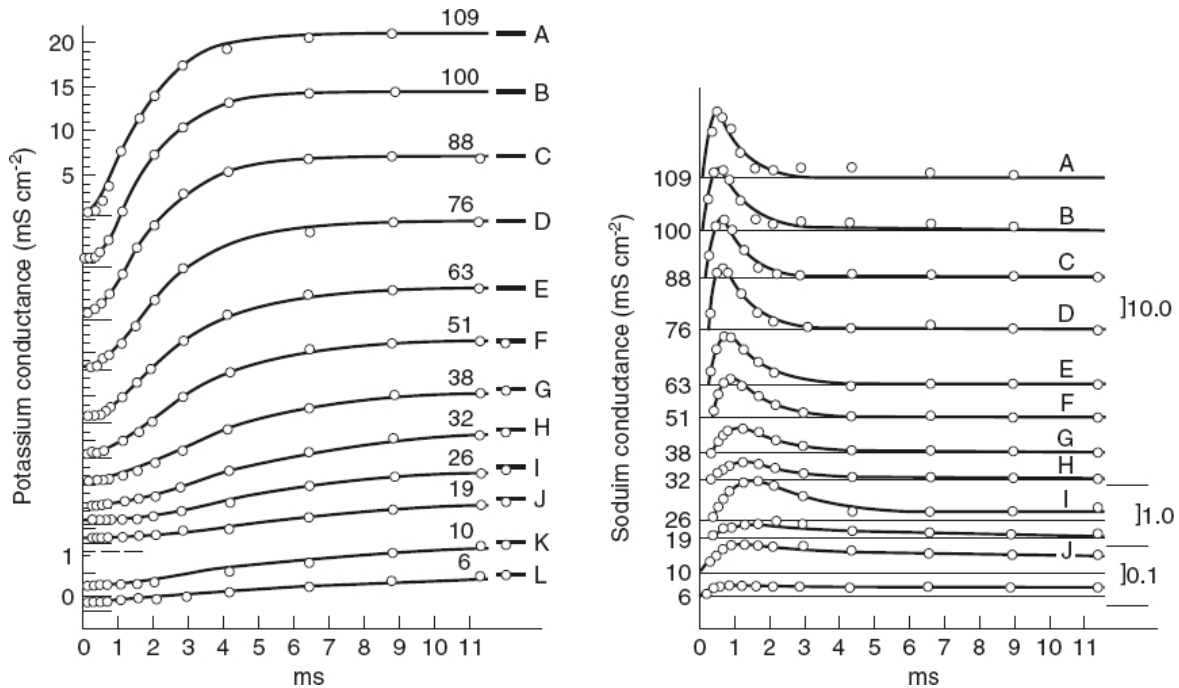 Potassium conductance (mS cm-2)
20
15
10
5
1
0
109 A
100 B
88 C
76 D
63 E
51 F
38 G
32 H
26 I
19 J
10 K
6 L
0 1 2 3 4 5 6 7 8 9 10 11
ms
Soduim conductance (mS cm-2)
109 A
100 B
88 C
76 D
]10.0
63 E
51 F
38 G
32 H
26 I
]1.0
19
10 J
]0.1
6
0 1 2 3 4 5 6 7 8 9 10 11
ms